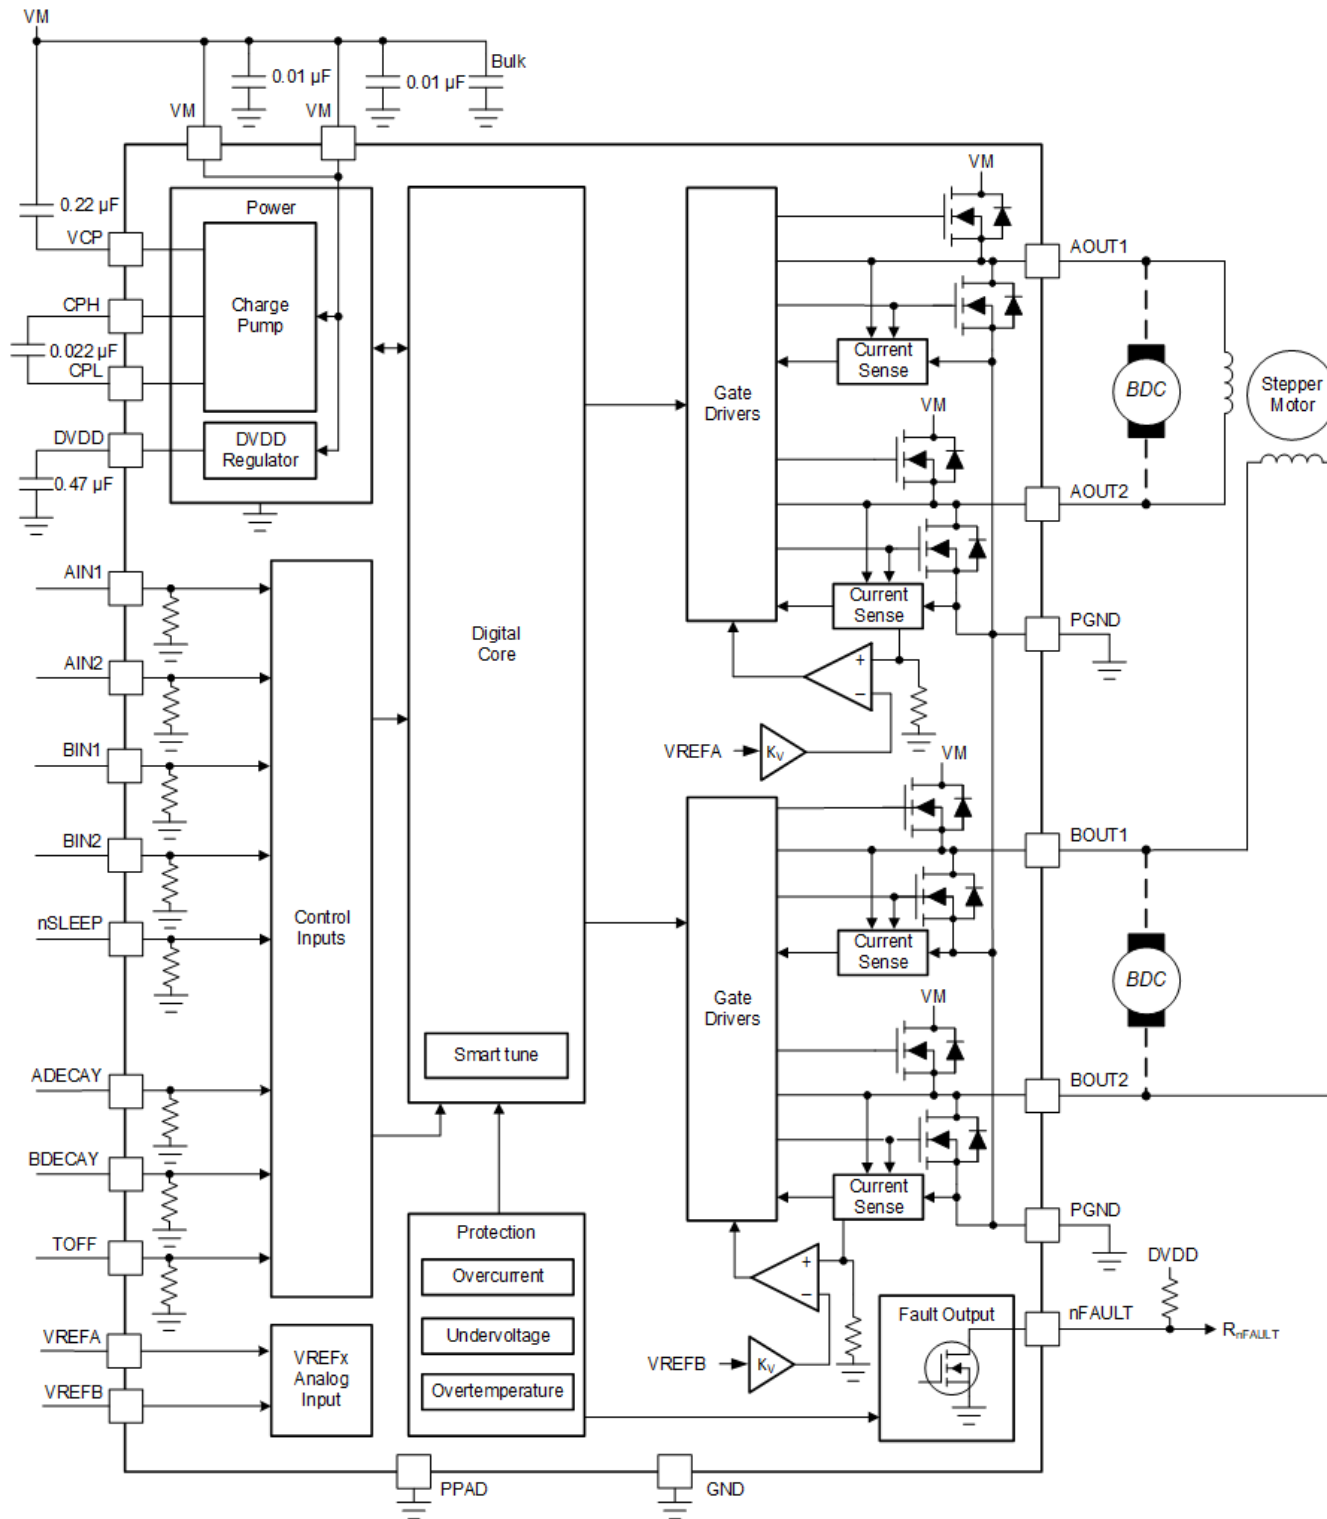 VM
Bulk
0.01 µF
0.01 µF
VM
VM
VM
0.22 µF
Power
VCP
AOUT1
CPH
Charge
Pump
0.022 µF
CPL
Current
Sense
BDC
Stepper
Motor
Gate
Drivers
VM
DVDD
DVDD
Regulator
0.47 µF
AOUT2
AIN1
Current
Sense
PGND
Digital
Core
AIN2
+
−
VREFA
KV
VM
BIN1
BIN2
BOUT1
nSLEEP
Control
Inputs
Current
Sense
BDC
Gate
Drivers
VM
Smart tune
ADECAY
BOUT2
BDECAY
Current
Sense
PGND
Protection
TOFF
Overcurrent
+
−
DVDD
Fault Output
nFAULT
RnFAULT
VREFA
Undervoltage
VREFx
Analog
Input
VREFB
KV
VREFB
Overtemperature
PPAD
GND